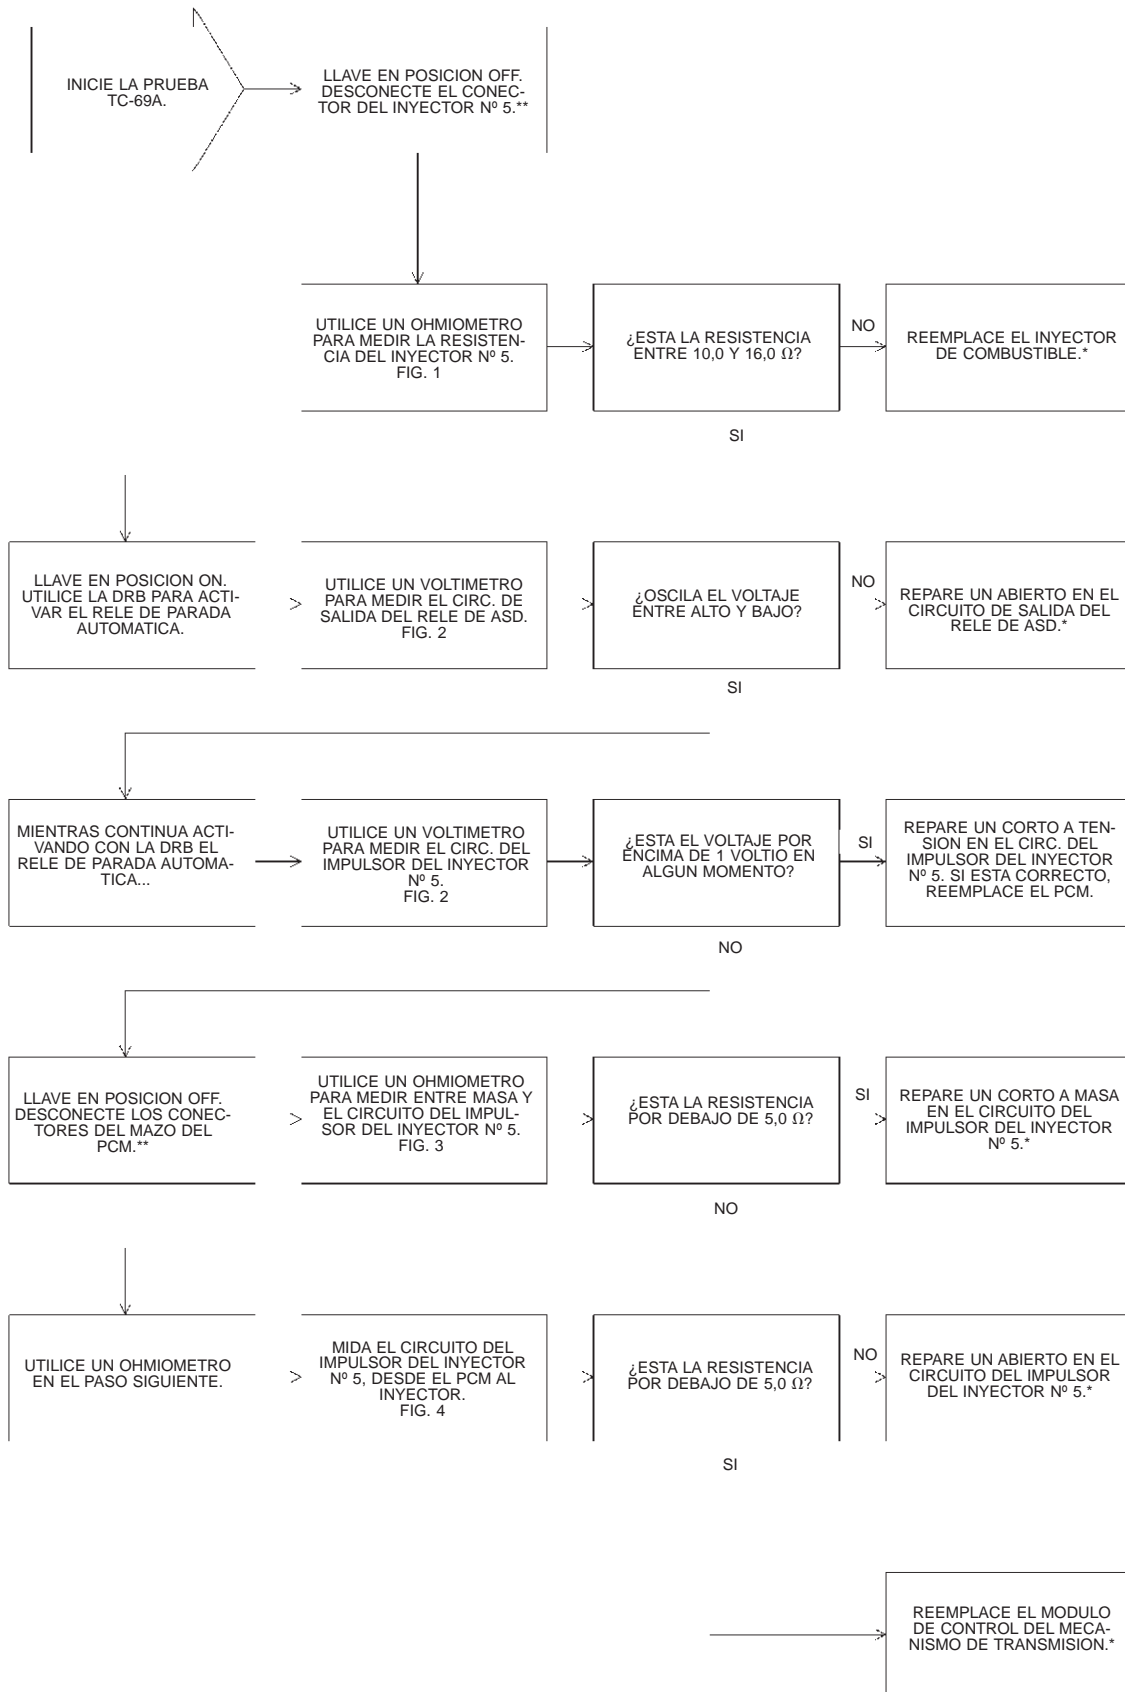 INICIE LA PRUEBA
TC-69A.
LLAVE EN POSICION OFF.
DESCONECTE EL CONEC-
TOR DEL INYECTOR Nº 5.**
UTILICE UN OHMIOMETRO
PARA MEDIR LA RESISTEN-
CIA DEL INYECTOR Nº 5.
FIG. 1
¿ESTA LA RESISTENCIA
ENTRE 10,0 Y 16,0 Ω?
NO
REEMPLACE EL INYECTOR
DE COMBUSTIBLE.*
SI
LLAVE EN POSICION ON.
UTILICE LA DRB PARA ACTI-
VAR EL RELE DE PARADA
AUTOMATICA.
UTILICE UN VOLTIMETRO
PARA MEDIR EL CIRC. DE
SALIDA DEL RELE DE ASD.
FIG. 2
¿OSCILA EL VOLTAJE
ENTRE ALTO Y BAJO?
NO
REPARE UN ABIERTO EN EL
CIRCUITO DE SALIDA DEL
RELE DE ASD.*
SI
MIENTRAS CONTINUA ACTI-
VANDO CON LA DRB EL
RELE DE PARADA AUTOMA-
TICA...
UTILICE UN VOLTIMETRO
PARA MEDIR EL CIRC. DEL
IMPULSOR DEL INYECTOR
Nº 5.
FIG. 2
¿ESTA EL VOLTAJE POR
ENCIMA DE 1 VOLTIO EN
ALGUN MOMENTO?
SI
REPARE UN CORTO A TEN-
SION EN EL CIRC. DEL
IMPULSOR DEL INYECTOR
Nº 5. SI ESTA CORRECTO,
REEMPLACE EL PCM.
NO
LLAVE EN POSICION OFF.
DESCONECTE LOS CONEC-
TORES DEL MAZO DEL
PCM.**
UTILICE UN OHMIOMETRO
PARA MEDIR ENTRE MASA Y
EL CIRCUITO DEL IMPUL-
SOR DEL INYECTOR Nº 5.
FIG. 3
¿ESTA LA RESISTENCIA
POR DEBAJO DE 5,0 Ω?
SI
REPARE UN CORTO A MASA
EN EL CIRCUITO DEL
IMPULSOR DEL INYECTOR
Nº 5.*
NO
UTILICE UN OHMIOMETRO
EN EL PASO SIGUIENTE.
MIDA EL CIRCUITO DEL
IMPULSOR DEL INYECTOR
Nº 5, DESDE EL PCM AL
INYECTOR.
FIG. 4
¿ESTA LA RESISTENCIA
POR DEBAJO DE 5,0 Ω?
NO
REPARE UN ABIERTO EN EL
CIRCUITO DEL IMPULSOR
DEL INYECTOR Nº 5.*
SI
REEMPLACE EL MODULO
DE CONTROL DEL MECA-
NISMO DE TRANSMISION.*